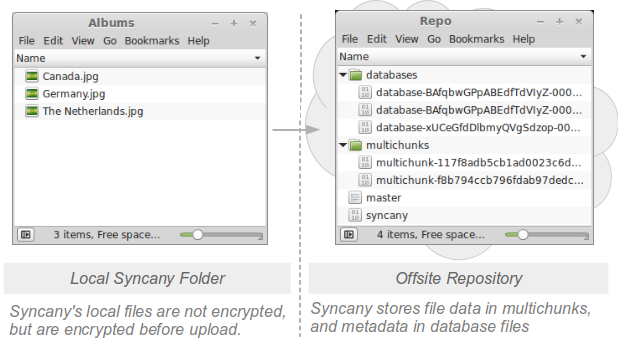 Albums
File Edit View Go Bookmarks Help
Name
Canada.jpg
Germany.jpg
The Netherlands.jpg
3 items, Free space...
Local Syncany Folder
Syncany's local files are not encrypted,
but are encrypted before upload.
Repo
File Edit View Go Bookmarks Help
Name
databases
database-BAfqbwGPpABEdfTdVIyZ-000...
database-BAfqbwGPpABEdfTdVIyZ-000...
database-xUCeGfdDlbmyQVgSdzop-00...
multichunks
multichunk-117f8adb5cb1ad0023c6d...
multichunk-f8b794ccb796fdab97dedc...
master
syncany
4 items, Free space...
Offsite Repository
Syncany stores file data in multichunks,
and metadata in database files